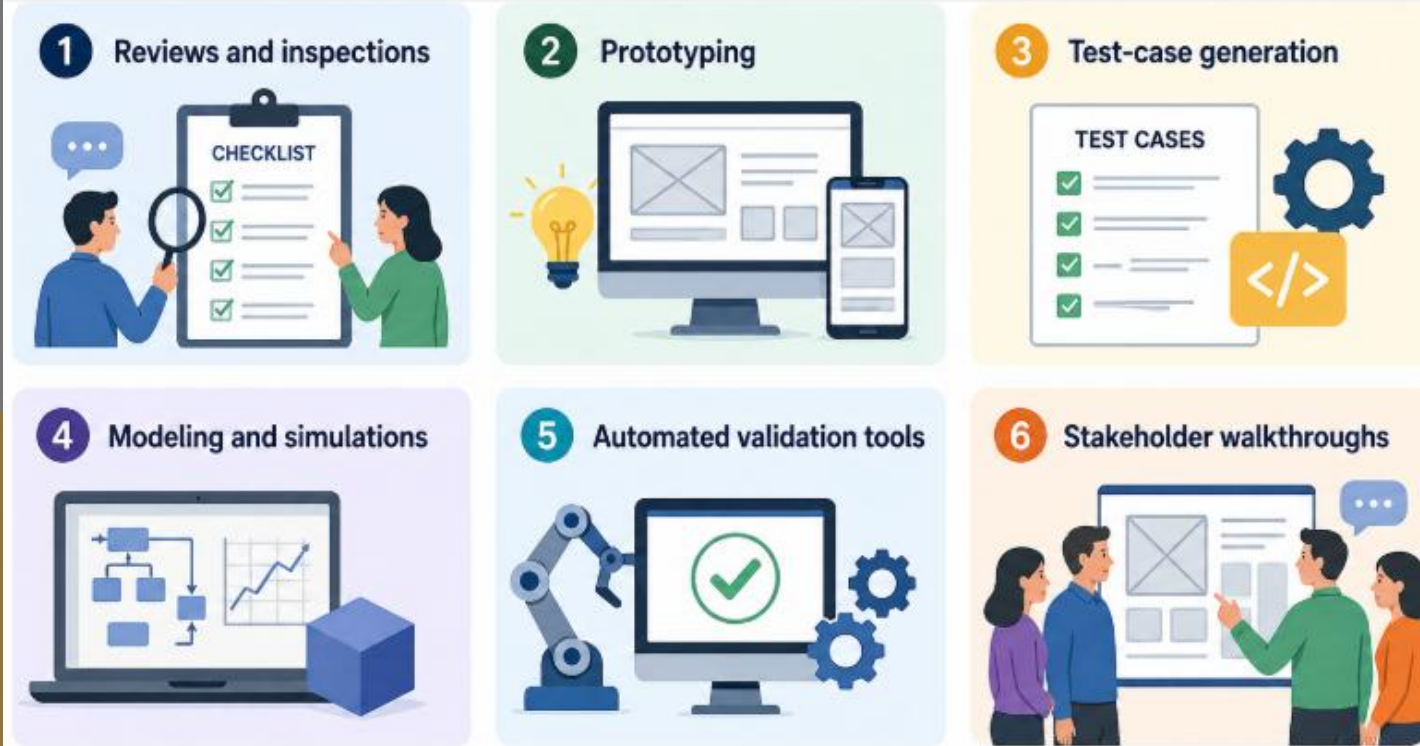 1 Reviews and inspections
CHECKLIST
2 Prototyping
3 Test-case generation
TEST CASES
</>
4 Modeling and simulations
5 Automated validation tools
6 Stakeholder walkthroughs